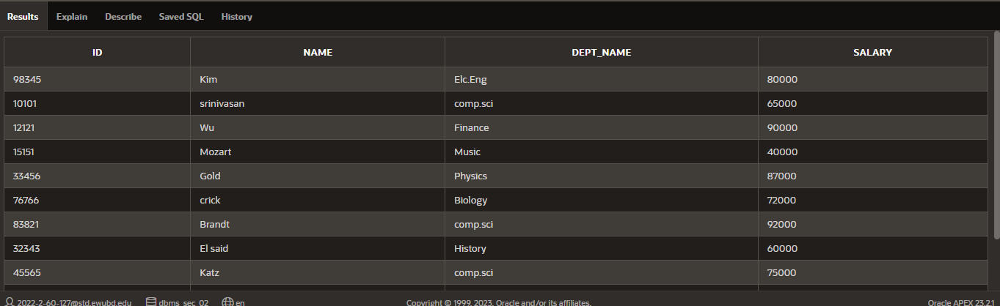 Results Explain Describe Saved SQL History
ID NAME DEPT_NAME SALARY
98345 Kim Elc.Eng 80000
10101 srinivasan comp.sci 65000
12121 Wu Finance 90000
15151 Mozart Music 40000
33456 Gold Physics 87000
76766 crick Biology 72000
83821 Brandt comp.sci 92000
32343 El said History 60000
45565 Katz comp.sci 75000
2022-2-60-127@std.ewubd.edu dbms_sec_02 en Copyright © 1999, 2023, Oracle and/or its affiliates. Oracle APEX 23.2.1